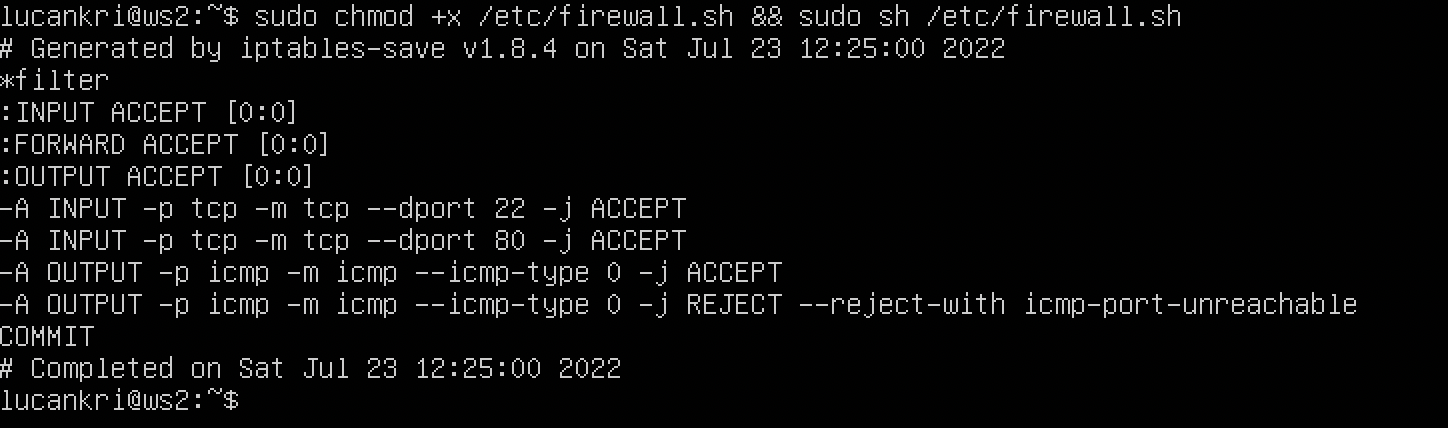 lucankri@ws2:~$ sudo chmod +x /etc/firewall.sh && sudo sh /etc/firewall.sh
# Generated by iptables-save v1.8.4 on Sat Jul 23 12:25:00 2022
*filter
:INPUT ACCEPT [0:0]
:FORWARD ACCEPT [0:0]
:OUTPUT ACCEPT [0:0]
-A INPUT -p tcp -m tcp --dport 22 -j ACCEPT
-A INPUT -p tcp -m tcp --dport 80 -j ACCEPT
-A OUTPUT -p icmp -m icmp --icmp-type 0 -j ACCEPT
-A OUTPUT -p icmp -m icmp --icmp-type 0 -j REJECT --reject-with icmp-port-unreachable
COMMIT
# Completed on Sat Jul 23 12:25:00 2022
lucankri@ws2:~$